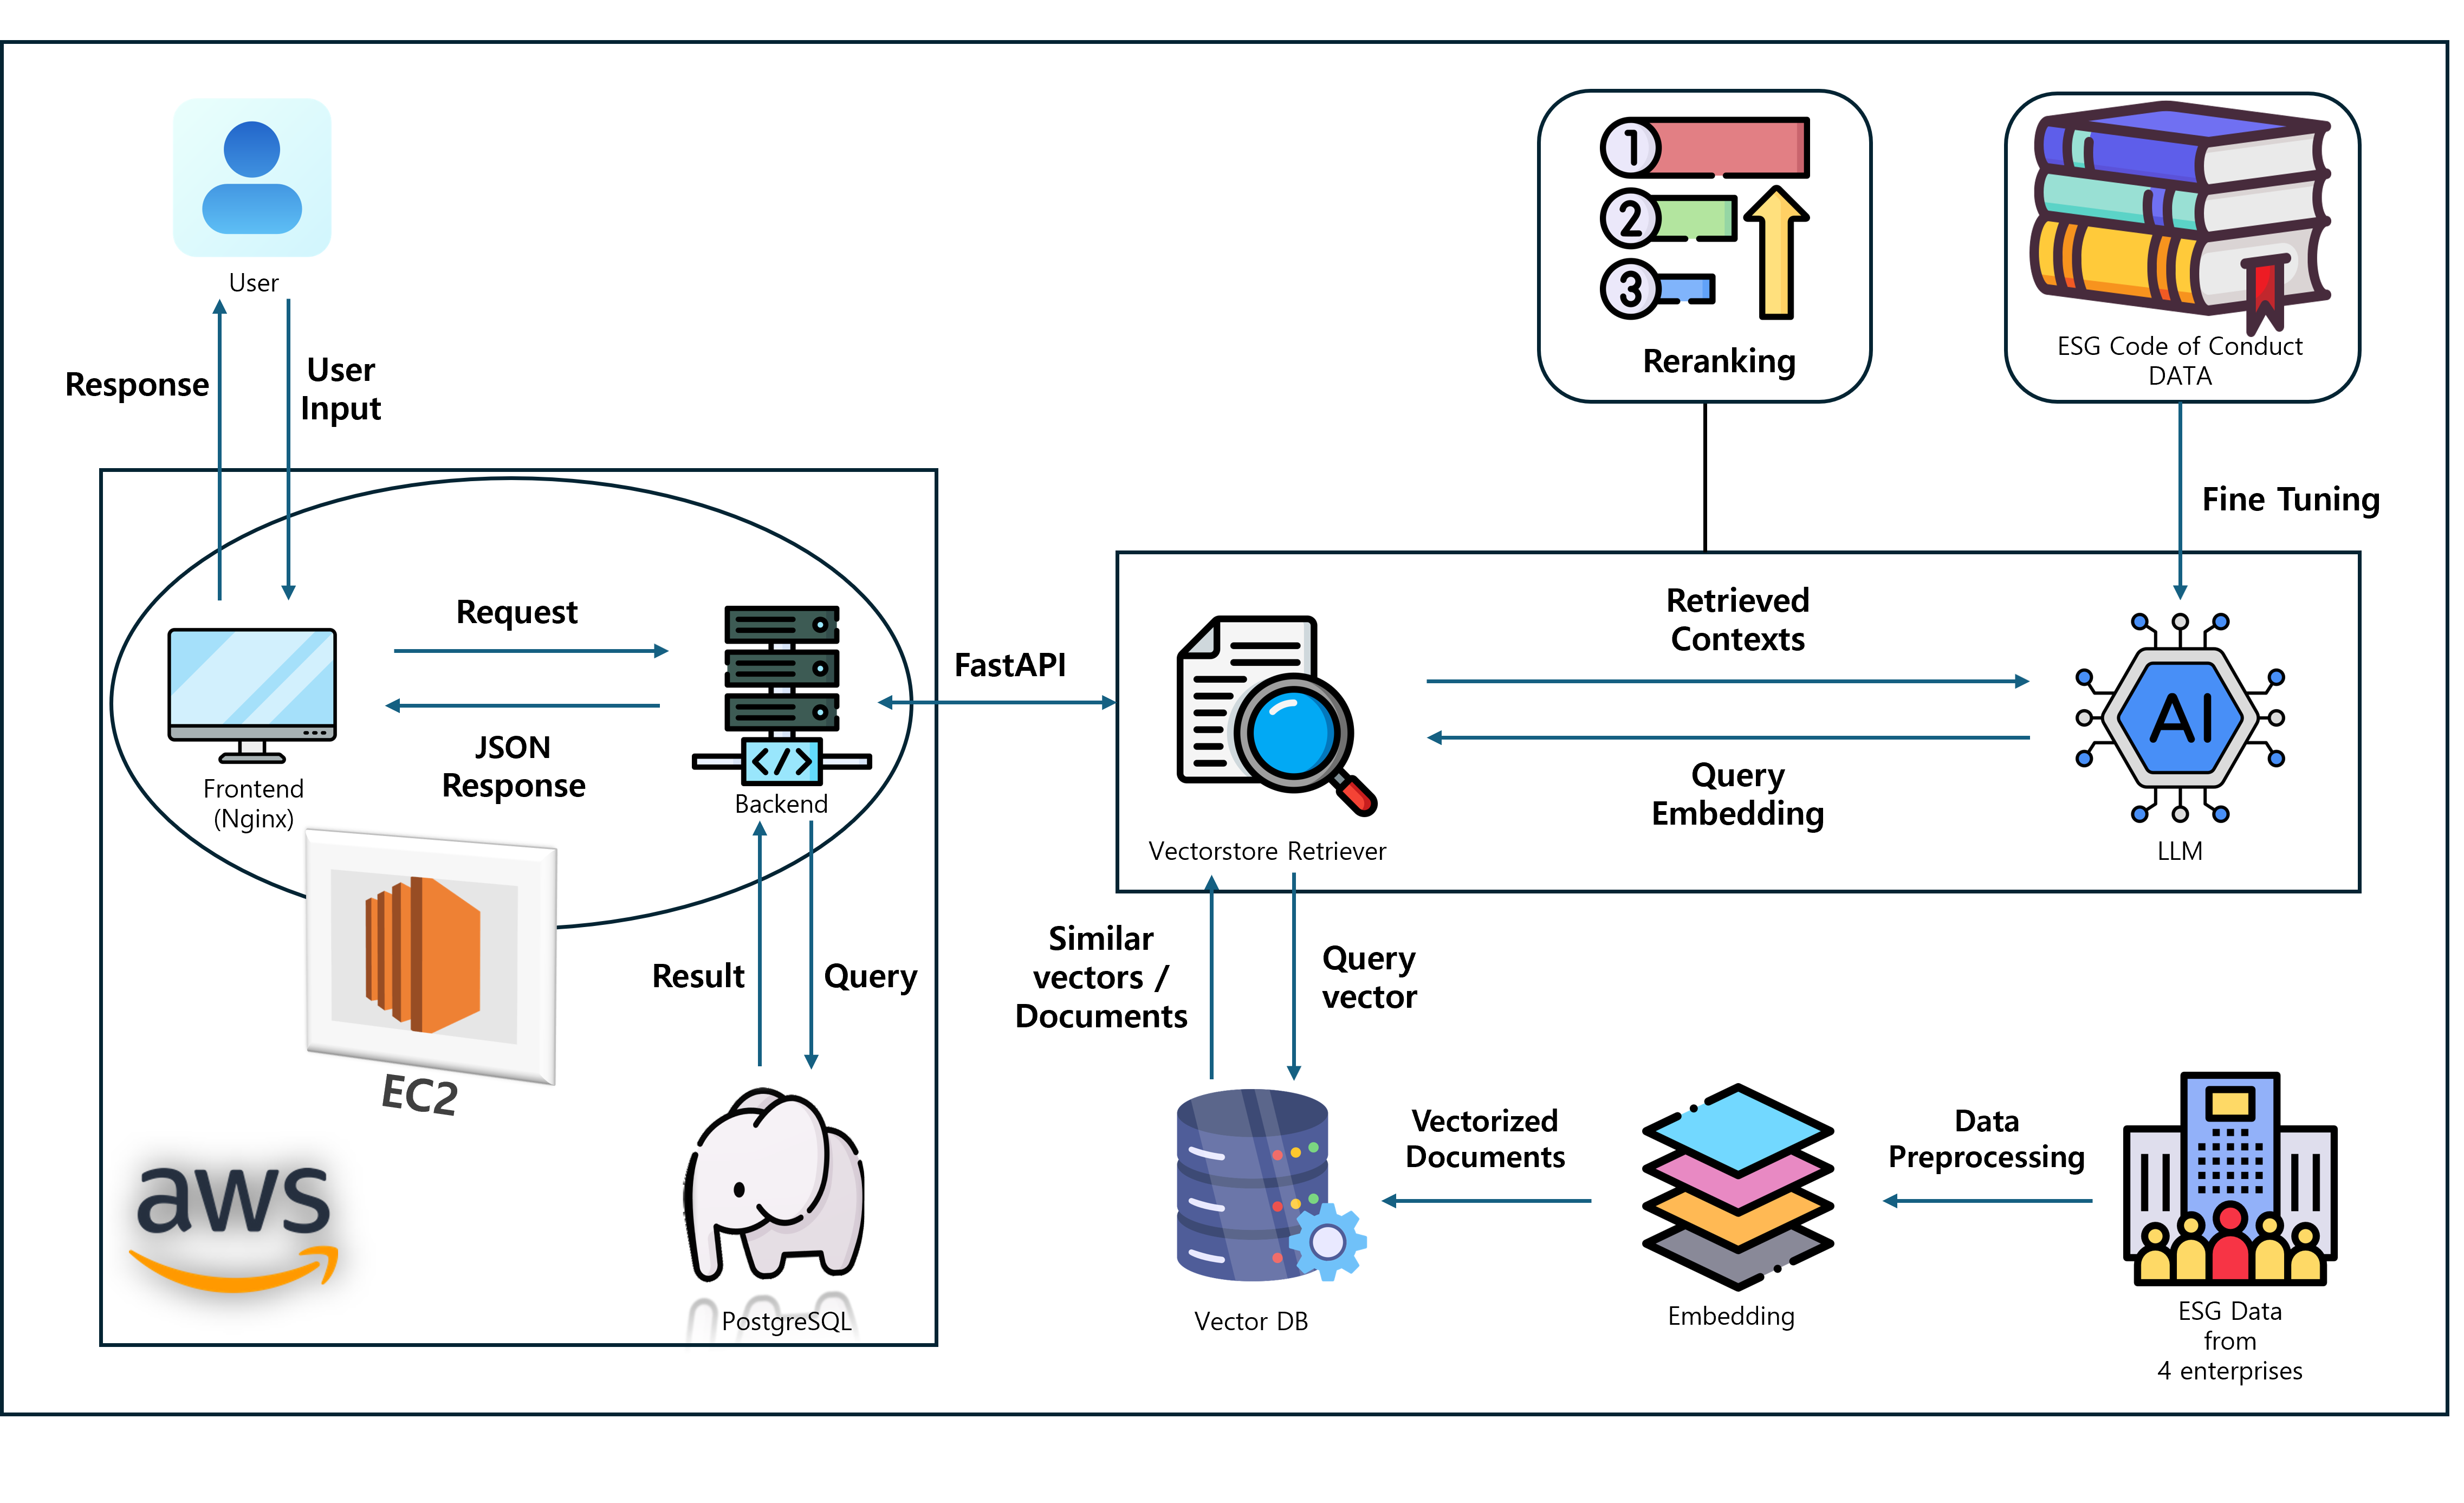 User
Response
User
Input
Request
JSON
Response
Frontend
(Nginx)
Backend
EC2
aws
Result
Query
PostgreSQL
FastAPI
1
2
3
Reranking
ESG Code of Conduct
DATA
Fine Tuning
Retrieved
Contexts
Query
Embedding
Vectorstore Retriever
AI
LLM
Similar
vectors /
Documents
Query
vector
Vector DB
Vectorized
Documents
Embedding
Data
Preprocessing
ESG Data
from
4 enterprises